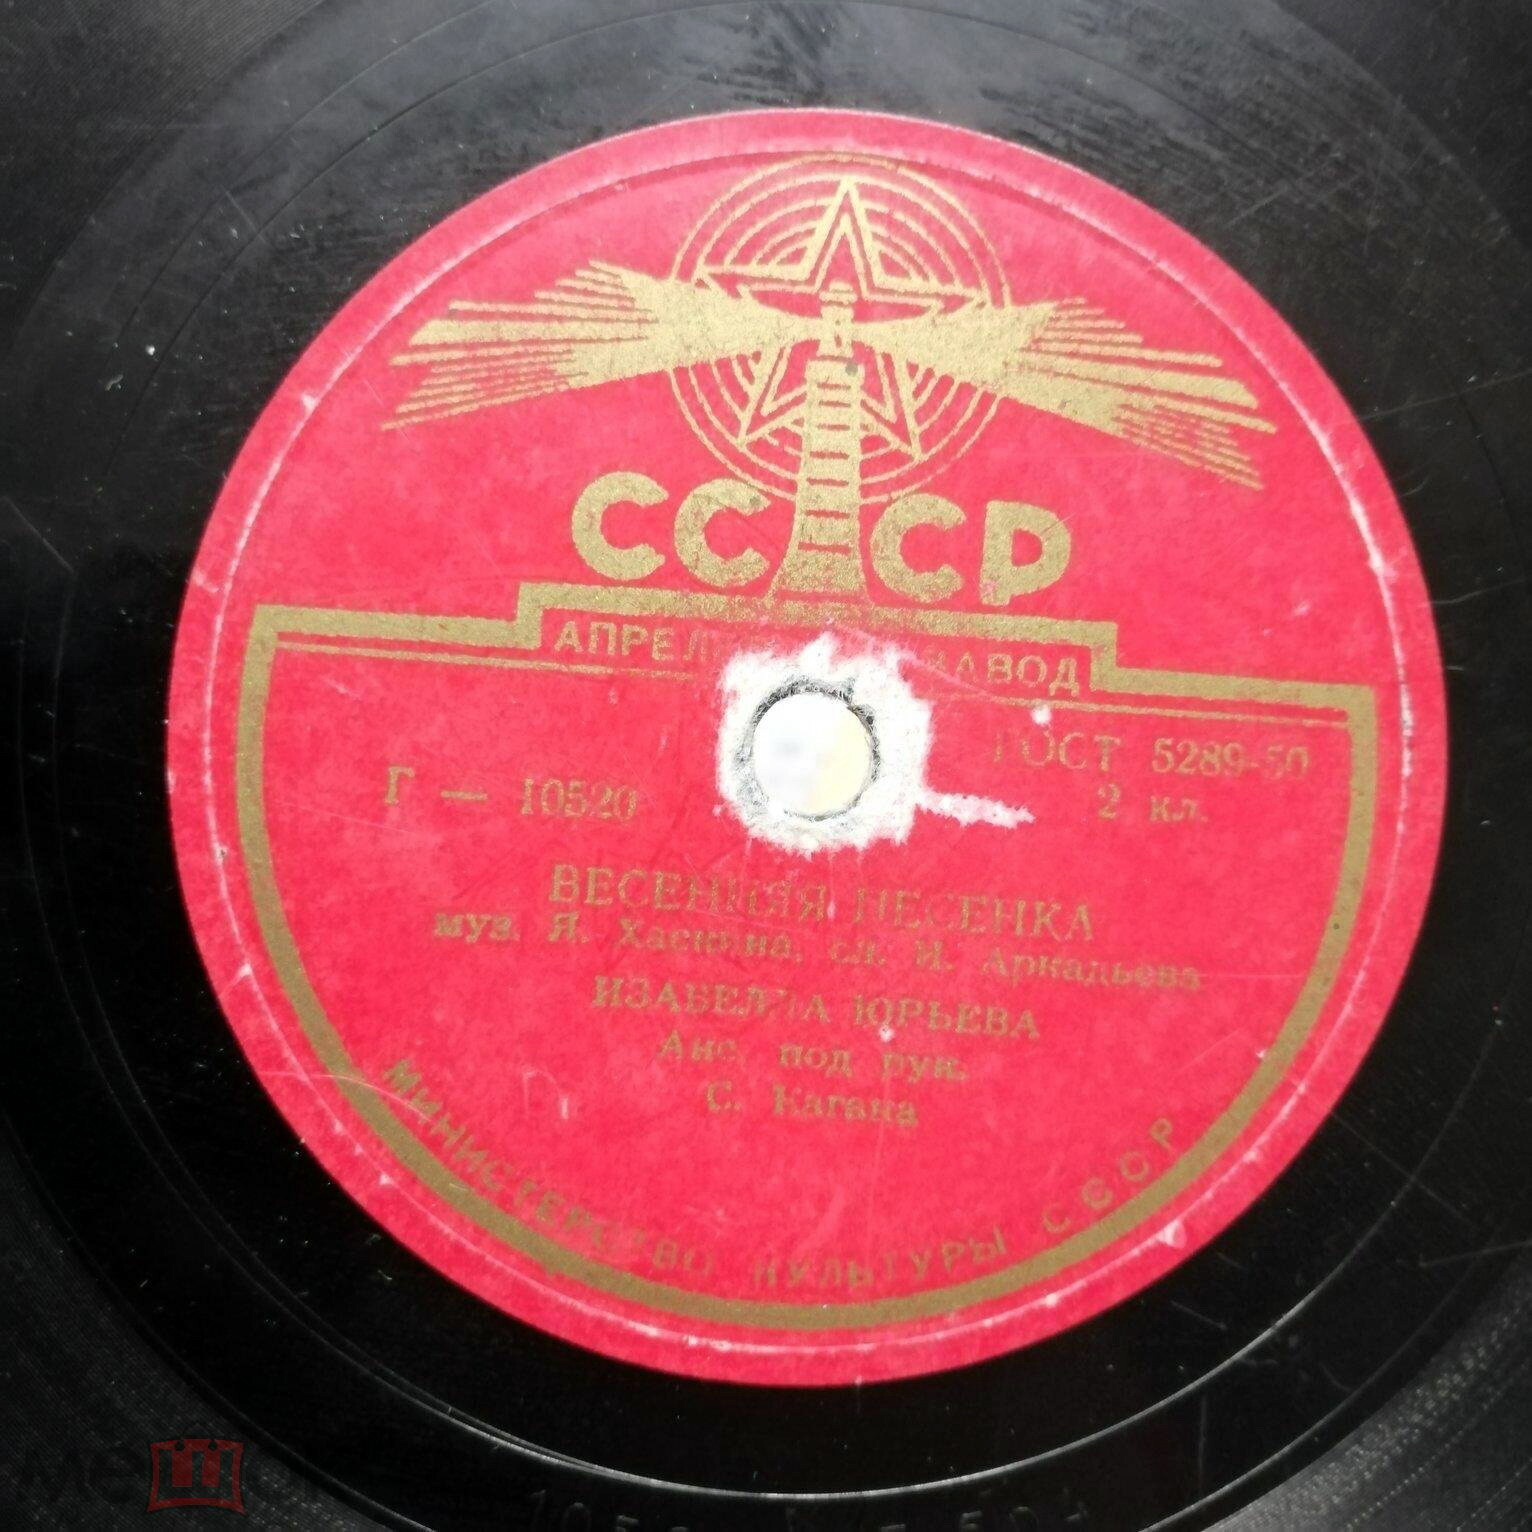 СССР
АПРЕЛ ЗАВОД
ГОСТ 5289-50
Г — 10520
2 кл.
ВЕСЕННЯЯ ПЕСЕНКА
муз. Я. Хаскина, сл. И. Аркадьева
ИЗАБЕЛЛА ЮРЬЕВА
Анс. под рук.
С. Кагана
МИНИСТЕРСТВО КУЛЬТУРЫ СССР